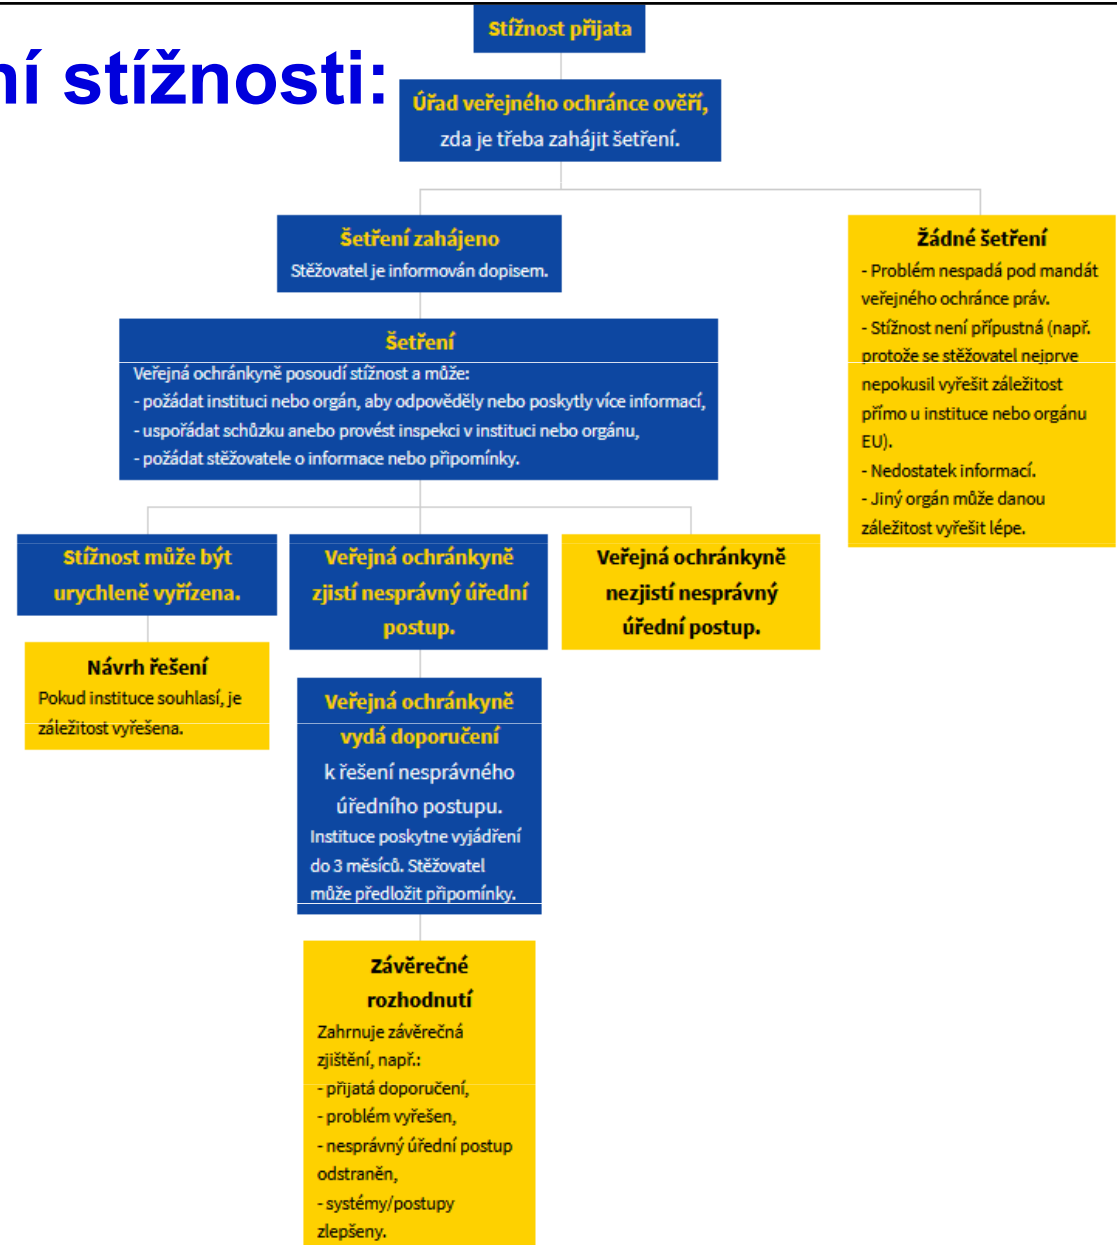 ní stížnosti:
Stížnost přijata
Úřad veřejného ochránce ověří,
zda je třeba zahájit šetření.
Šetření zahájeno
Stěžovatel je informován dopisem.
Žádné šetření
- Problém nespadá pod mandát
veřejného ochránce práv.
- Stížnost není přípustná (např.
protože se stěžovatel nejprve
nepokusil vyřešit záležitost
přímo u instituce nebo orgánu
EU).
- Nedostatek informací.
- Jiný orgán může danou
záležitost vyřešit lépe.
Šetření
Veřejná ochránkyně posoudí stížnost a může:
- požádat instituci nebo orgán, aby odpověděly nebo poskytly více informací,
- uspořádat schůzku anebo provést inspekci v instituci nebo orgánu,
- požádat stěžovatele o informace nebo připomínky.
Stížnost může být
urychleně vyřízena.
Návrh řešení
Pokud instituce souhlasí, je
záležitost vyřešena.
Veřejná ochránkyně
zjistí nesprávný úřední
postup.
Veřejná ochránkyně
nezjistí nesprávný
úřední postup.
Veřejná ochránkyně
vydá doporučení
k řešení nesprávného
úředního postupu.
Instituce poskytne vyjádření
do 3 měsíců. Stěžovatel
může předložit připomínky.
Závěrečné
rozhodnutí
Zahrnuje závěrečná
zjištění, např.:
- přijatá doporučení,
- problém vyřešen,
- nesprávný úřední postup
odstraněn,
- systémy/postupy
zlepšeny.